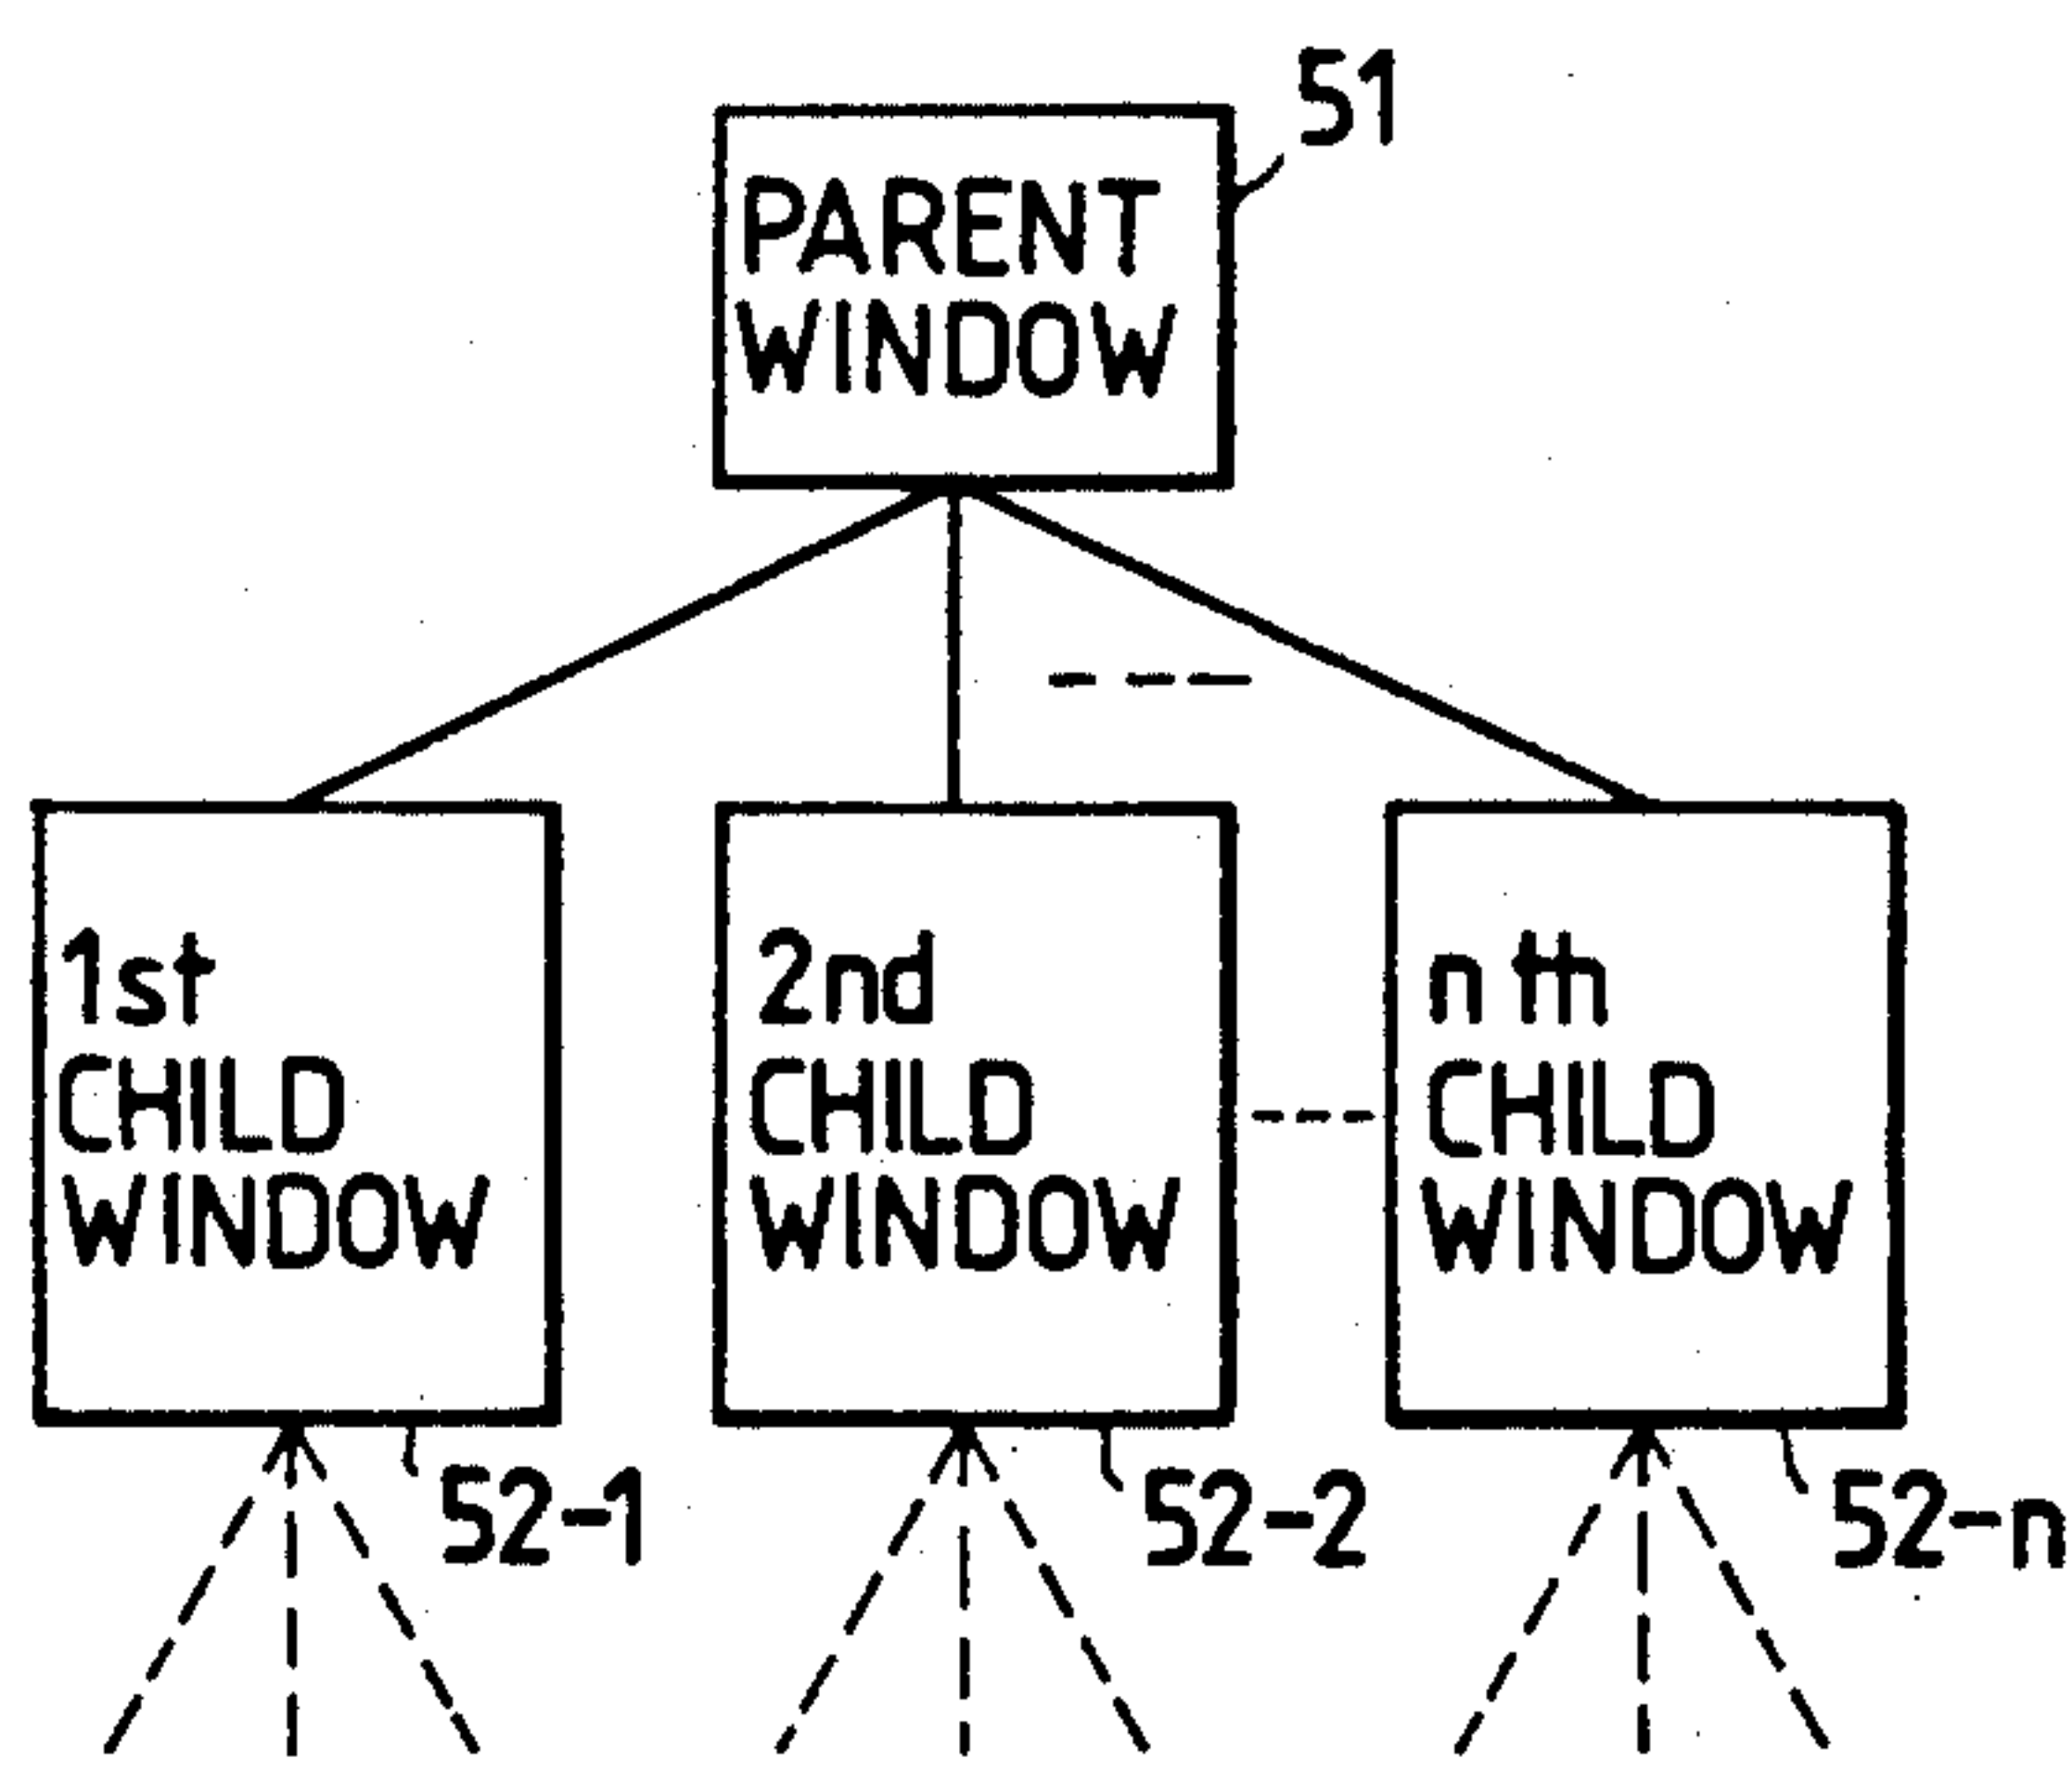 51
PARENT
WINDOW
1st
CHILD
WINDOW
2nd
CHILD
WINDOW
n th
CHILD
WINDOW
52-1
52-2
52-n